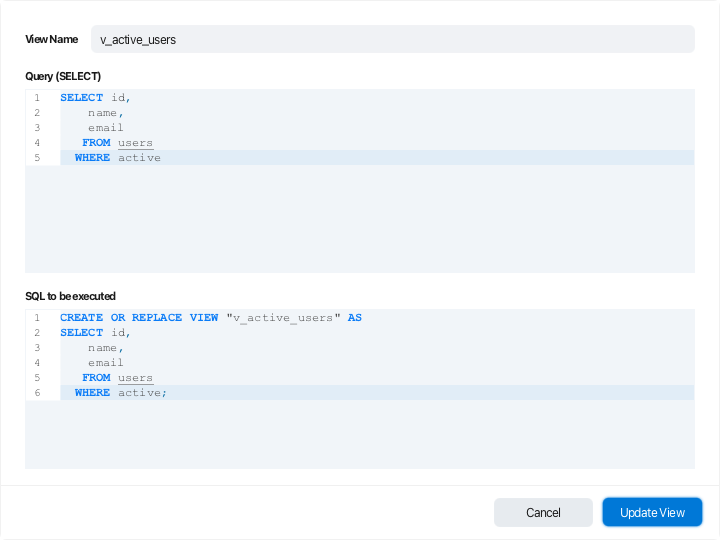 View Name
v_active_users
Query (SELECT)
1 SELECT id,
2 name,
3 email
4 FROM users
5 WHERE active
SQL to be executed
1 CREATE OR REPLACE VIEW "v_active_users" AS
2 SELECT id,
3 name,
4 email
5 FROM users
6 WHERE active;
Cancel
Update View